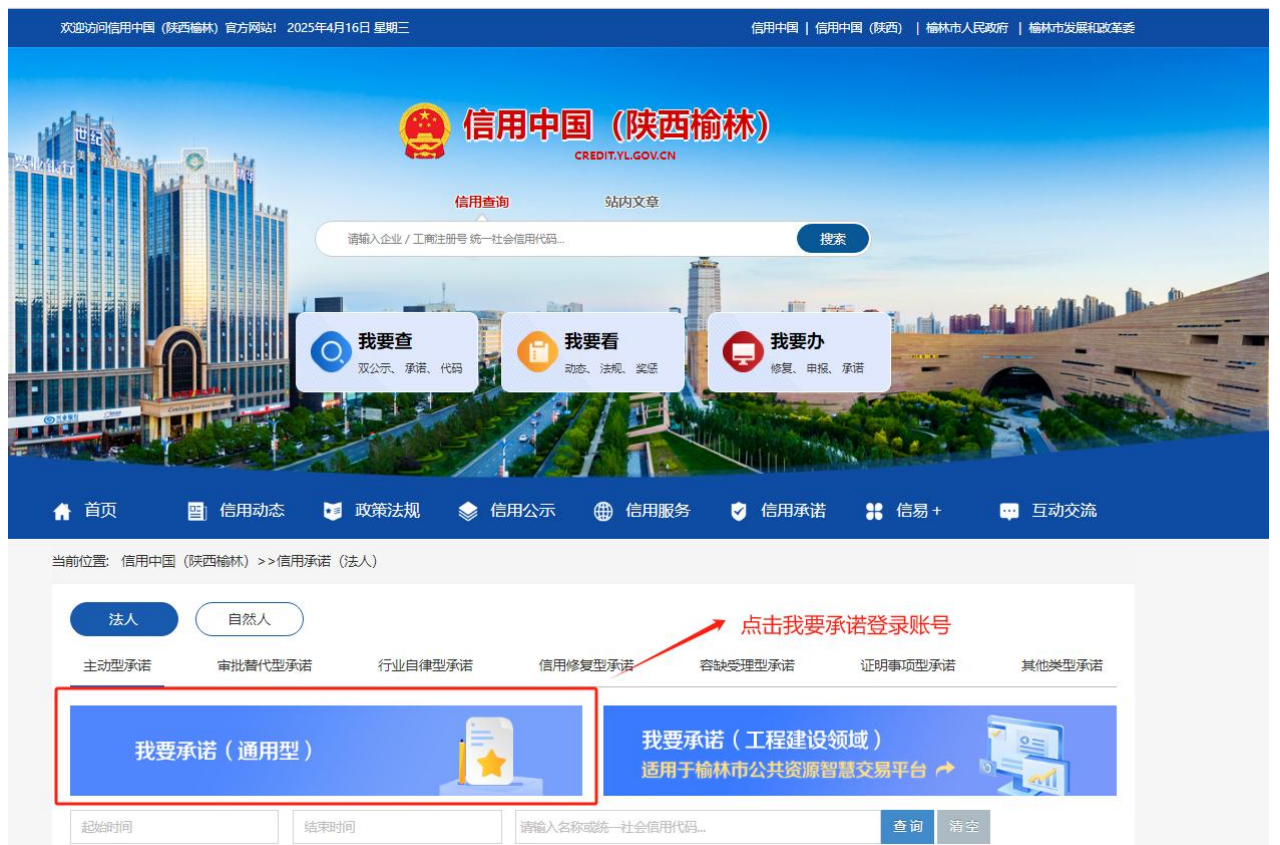 欢迎访问信用中国（陕西榆林）官方网站! 2025年4月16日 星期三
信用中国 | 信用中国（陕西） | 榆林市人民政府 | 榆林市发展和改革委
世纪
兴业银行
信用中国（陕西榆林）
CREDIT.YL.GOV.CN
信用查询 站内文章
请输入企业 / 工商注册号 统一社会信用代码...
搜索
我要查
双公示、承诺、代码
我要看
动态、法规、奖惩
我要办
修复、申报、承诺
首页 信用动态 政策法规 信用公示 信用服务 信用承诺 信易+ 互动交流
当前位置: 信用中国（陕西榆林）>>信用承诺（法人）
法人 自然人
点击我要承诺登录账号
主动型承诺 审批替代型承诺 行业自律型承诺 信用修复型承诺 容缺受理型承诺 证明事项型承诺 其他类型承诺
我要承诺（通用型）
我要承诺（工程建设领域）
适用于榆林市公共资源智慧交易平台
起始时间 结束时间 请输入名称或统一社会信用代码... 查询 清空